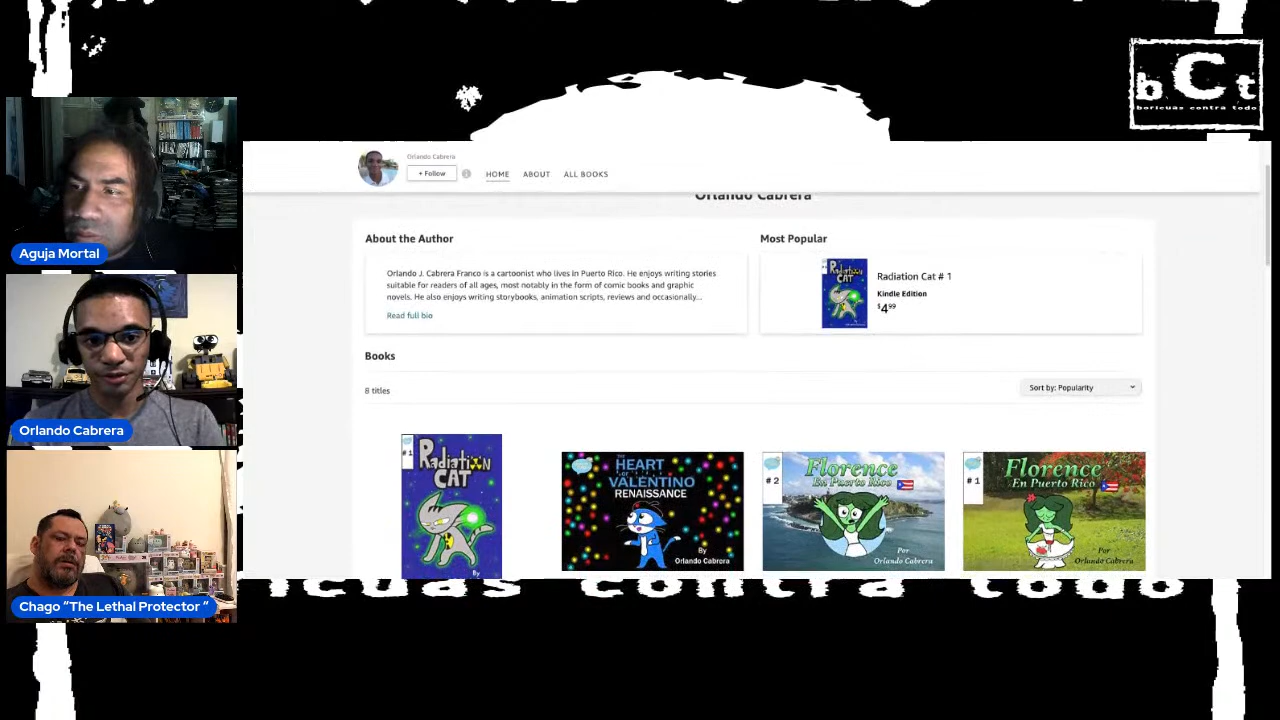 bCt
boricuas contra todo
Aguja Mortal
Orlando Cabrera
Chago “The Lethal Protector ”
Orlando Cabrera
+ Follow
HOME
ABOUT
ALL BOOKS
Orlando Cabrera
About the Author
Orlando J. Cabrera Franco is a cartoonist who lives in Puerto Rico. He enjoys writing stories
suitable for readers of all ages, most notably in the form of comic books and graphic
novels. He also enjoys writing storybooks, animation scripts, reviews and occasionally...
Read full bio
Most Popular
Radiation
CAT
Radiation Cat # 1
Kindle Edition
$4.99
Books
8 titles
Sort by: Popularity
# 1
Radiation
CAT
By
THE
HEART
OF
VALENTINO
RENAISSANCE
By
Orlando Cabrera
# 2
Florence
En Puerto Rico
Por
Orlando Cabrera
# 1
Florence
En Puerto Rico
Por
Orlando Cabrera
icuas contra todo